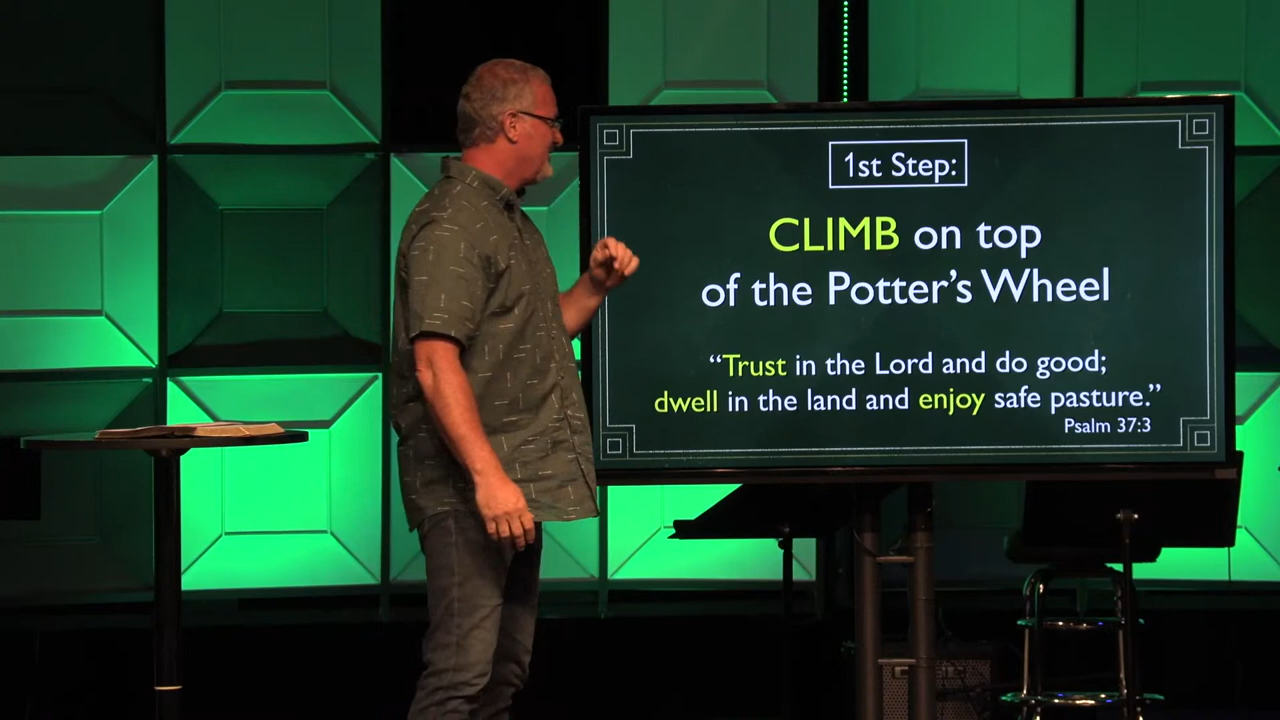 1st Step:
CLIMB on top
of the Potter’s Wheel
“Trust in the Lord and do good;
dwell in the land and enjoy safe pasture.”
Psalm 37:3